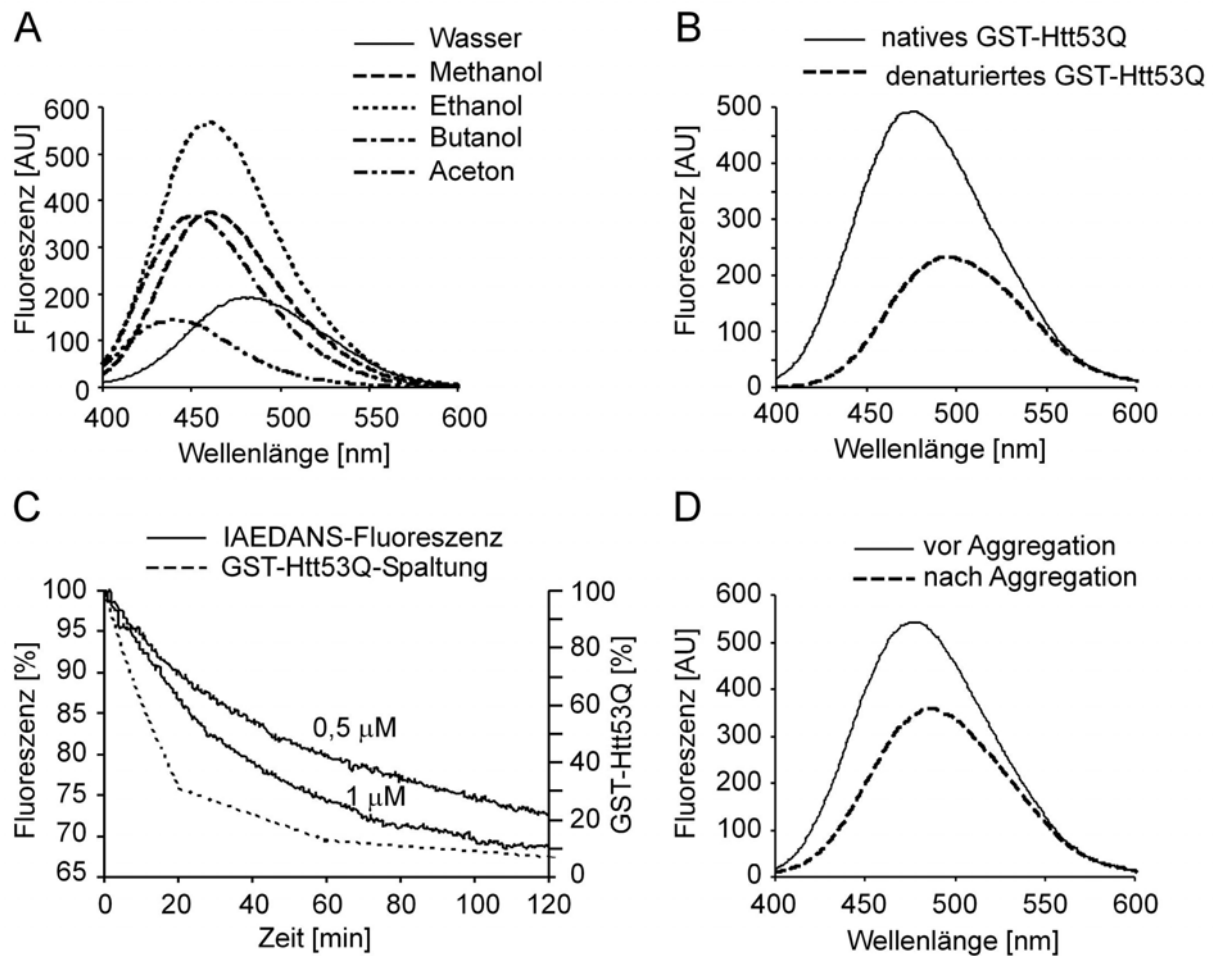 A
Wasser
Methanol
Ethanol
Butanol
Aceton
600
500
400
300
200
100
0
Fluoreszenz [AU]
400 450 500 550 600
Wellenlänge [nm]
B
natives GST-Htt53Q
denaturiertes GST-Htt53Q
500
400
300
200
100
0
Fluoreszenz [AU]
400 450 500 550 600
Wellenlänge [nm]
C
IAEDANS-Fluoreszenz
GST-Htt53Q-Spaltung
100
95
90
85
80
75
70
65
Fluoreszenz [%]
0,5 µM
1 µM
100
80
60
40
20
0
GST-Htt53Q [%]
0 20 40 60 80 100 120
Zeit [min]
D
vor Aggregation
nach Aggregation
600
500
400
300
200
100
0
Fluoreszenz [AU]
400 450 500 550 600
Wellenlänge [nm]